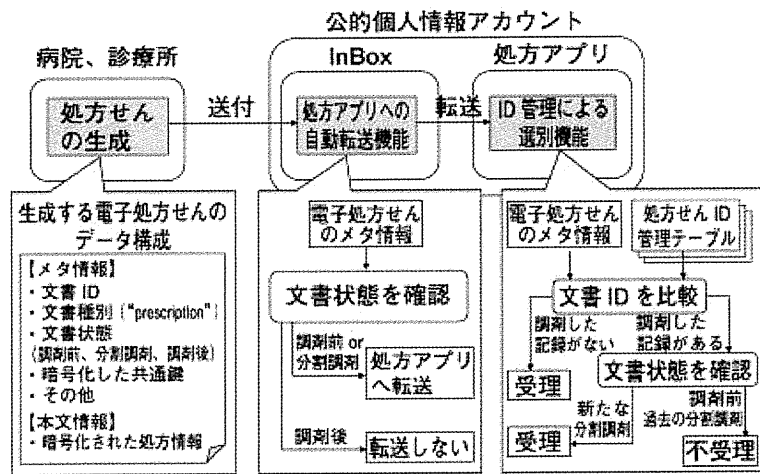 公的個人情報アカウント
病院、診療所
InBox
処方アプリ
処方せん
の生成
送付
処方アプリへの
自動転送機能
転送
ID管理による
選別機能
生成する電子処方せんの
データ構成
【メタ情報】
・文書ID
・文書種別("prescription")
・文書状態
(調剤前、分割調剤、調剤後)
・暗号化した共通鍵
・その他
【本文情報】
・暗号化された処方情報
電子処方せん
のメタ情報
文書状態を確認
調剤前 or
分割調剤
処方アプリ
へ転送
調剤後
転送しない
電子処方せん
のメタ情報
処方せんID
管理テーブル
文書IDを比較
調剤した
記録がない
調剤した
記録がある
受理
文書状態を確認
新たな
分割調剤
調剤前
過去の分割調剤
受理
不受理